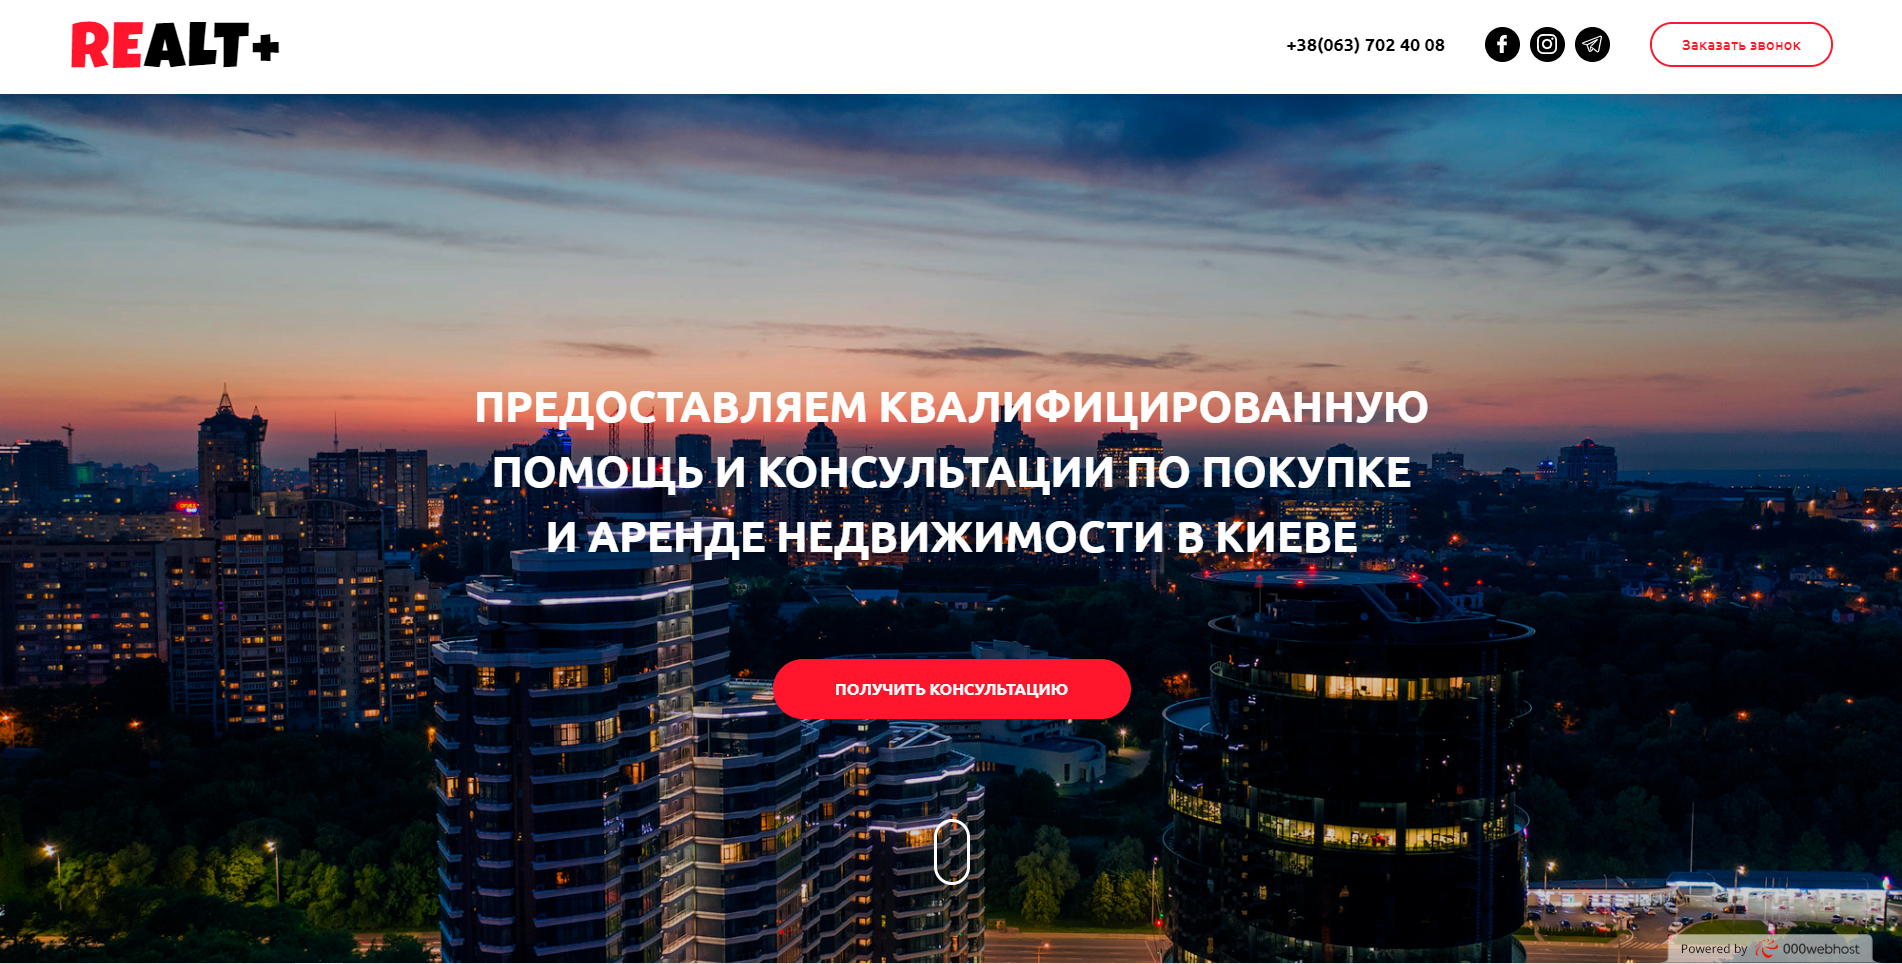 REALT+
+38(063) 702 40 08
Заказать звонок
ПРЕДОСТАВЛЯЕМ КВАЛИФИЦИРОВАННУЮ
ПОМОЩЬ И КОНСУЛЬТАЦИИ ПО ПОКУПКЕ
И АРЕНДЕ НЕДВИЖИМОСТИ В КИЕВЕ
ПОЛУЧИТЬ КОНСУЛЬТАЦИЮ
Powered by 000webhost